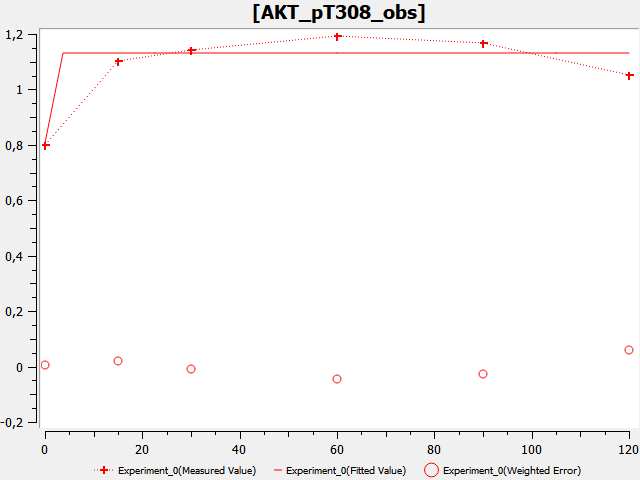 [AKT_pT308_obs]
1,2
1
0,8
0,6
0,4
0,2
0
-0,2
0 20 40 60 80 100 120
Experiment_0(Measured Value) Experiment_0(Fitted Value) Experiment_0(Weighted Error)